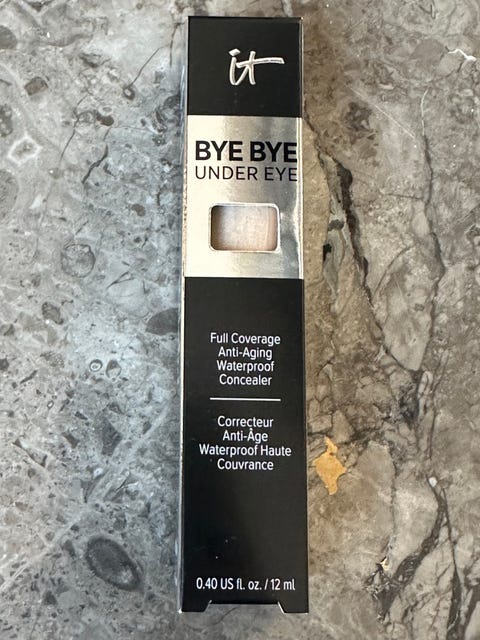 it
BYE BYE
UNDER EYE
Full Coverage
Anti-Aging
Waterproof
Concealer
Correcteur
Anti-Âge
Waterproof Haute
Couvrance
0.40 US fl. oz. / 12 ml